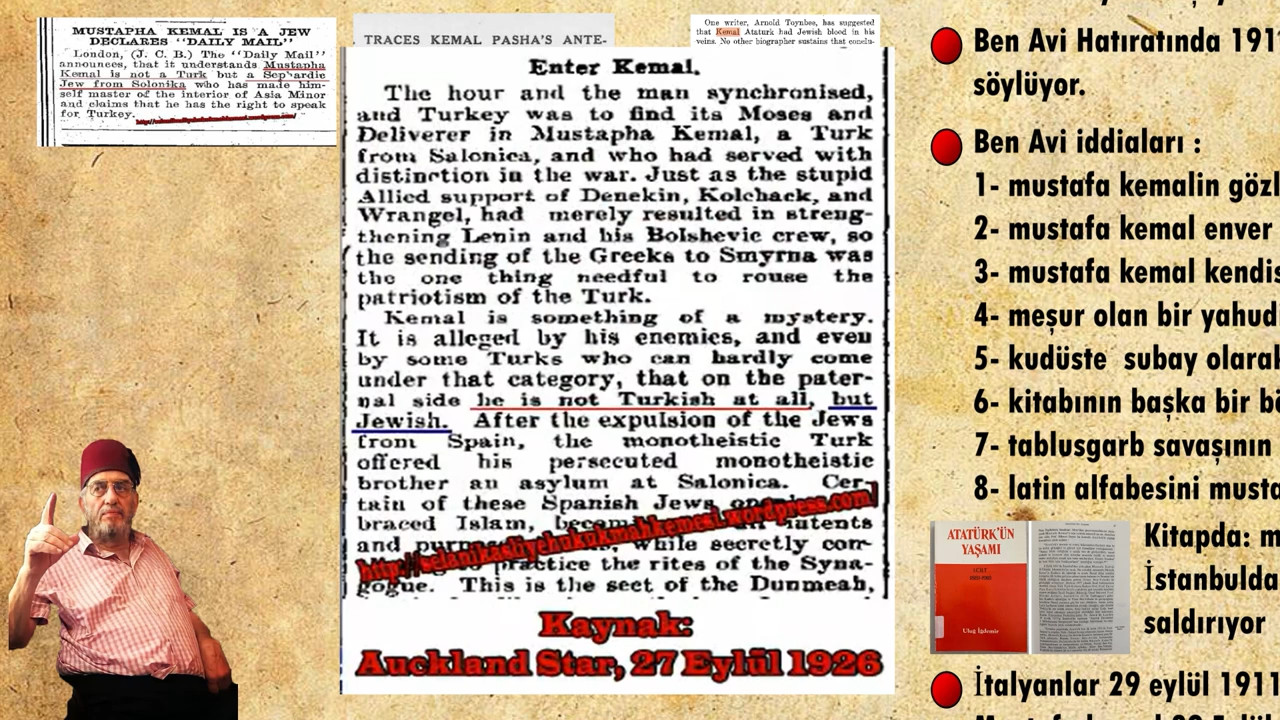 MUSTAPHA KEMAL IS A JEW
DECLARES "DAILY MAIL"
London, (J. C. B.) The "Daily Mail"
announces, that it understands Mustapha
Kemal is not a Turk but a Sephardic
Jew from Solonika who has made him-
self master of the interior of Asia Minor
and claims that he has the right to speak
for Turkey.
TRACES KEMAL PASHA'S ANTE-
One writer, Arnold Toynbee, has suggested
that Kemal Ataturk had Jewish blood in his
veins. No other biographer sustains that conclu-
Enter Kemal.
The hour and the man synchronised,
and Turkey was to find its Moses and
Deliverer in Mustapha Kemal, a Turk
from Salonica, and who had served with
distinction in the war. Just as the stupid
Allied support of Denekin, Kolchack, and
Wrangel, had merely resulted in streng-
thening Lenin and his Bolshevic crew, so
the sending of the Greeks to Smyrna was
the one thing needful to rouse the
patriotism of the Turk.
Kemal is something of a mystery.
It is alleged by his enemies, and even
by some Turks who can hardly come
under that category, that on the pater-
nal side he is not Turkish at all, but
Jewish. After the expulsion of the Jews
from Spain, the monotheistic Turk
offered his persecuted monotheistic
brother an asylum at Salonica. Cer-
tain of these Spanish Jews
braced Islam, intents
and while secretly con-
the rites of the Syna-
gogue. This is the sect of the Dunmah,
Kaynak:
Auckland Star, 27 Eylül 1926
Ben Avi Hatıratında 191
söylüyor.
Ben Avi iddiaları :
1- mustafa kemalin gözl
2- mustafa kemal enver
3- mustafa kemal kendis
4- meşur olan bir yahudi
5- kudüste subay olarak
6- kitabının başka bir bö
7- tablusgarb savaşının
8- latin alfabesini musta
ATATÜRK'ÜN
YAŞAMI
I.CİLT
Uluğ İğdemir
Kitapda: m
İstanbulda
saldırıyor
İtalyanlar 29 eylül 1911